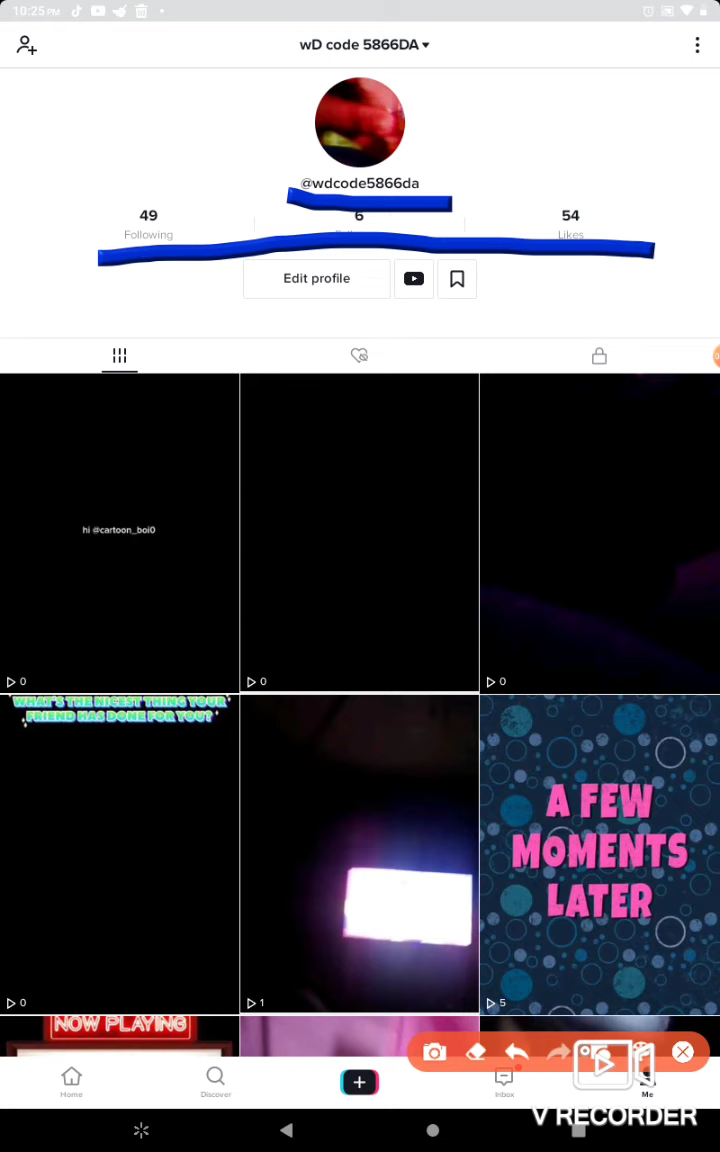 10:25 PM
wD code 5866DA
@wdcode5866da
49
6
54
Following
Likes
Edit profile
hi @cartoon_boi0
0
0
0
WHAT'S THE NICEST THING YOUR
FRIEND HAS DONE FOR YOU?
A FEW
MOMENTS
LATER
0
1
5
NOW PLAYING
Home
Discover
Inbox
Me
V RECORDER